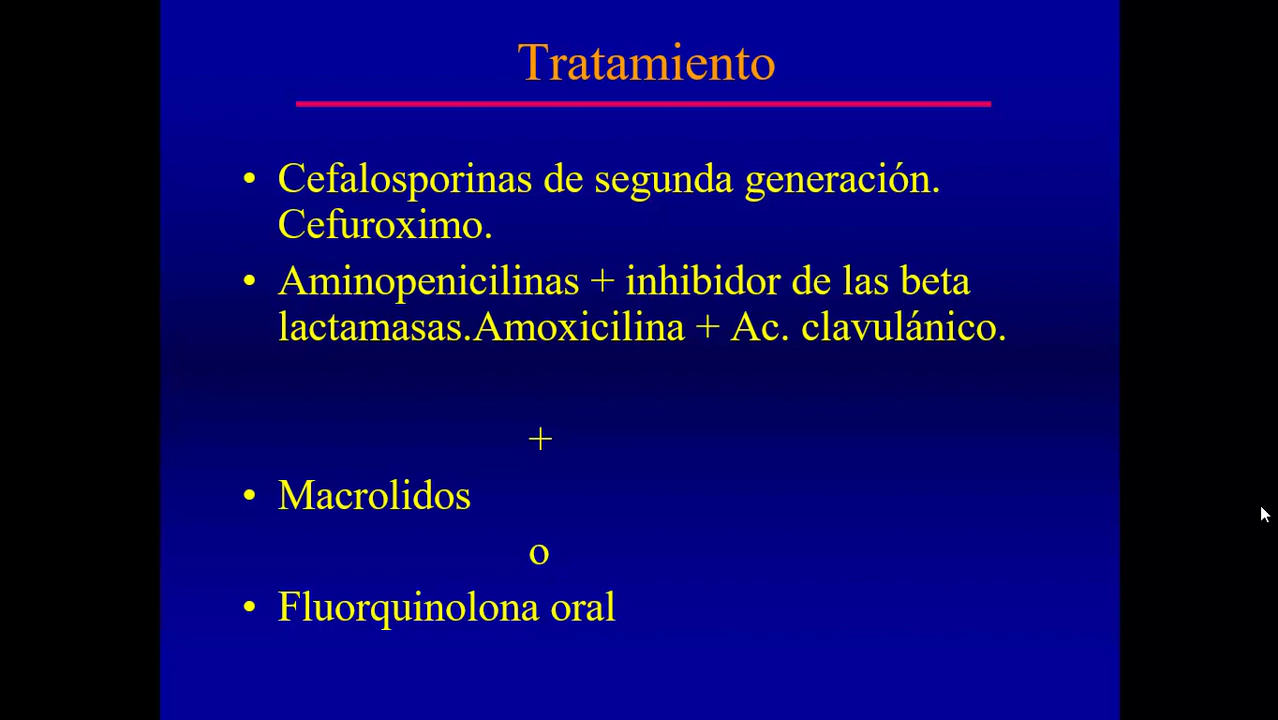 Tratamiento
• Cefalosporinas de segunda generación.
Cefuroximo.
• Aminopenicilinas + inhibidor de las beta
lactamasas.Amoxicilina + Ac. clavulánico.
+
• Macrolidos
o
• Fluorquinolona oral